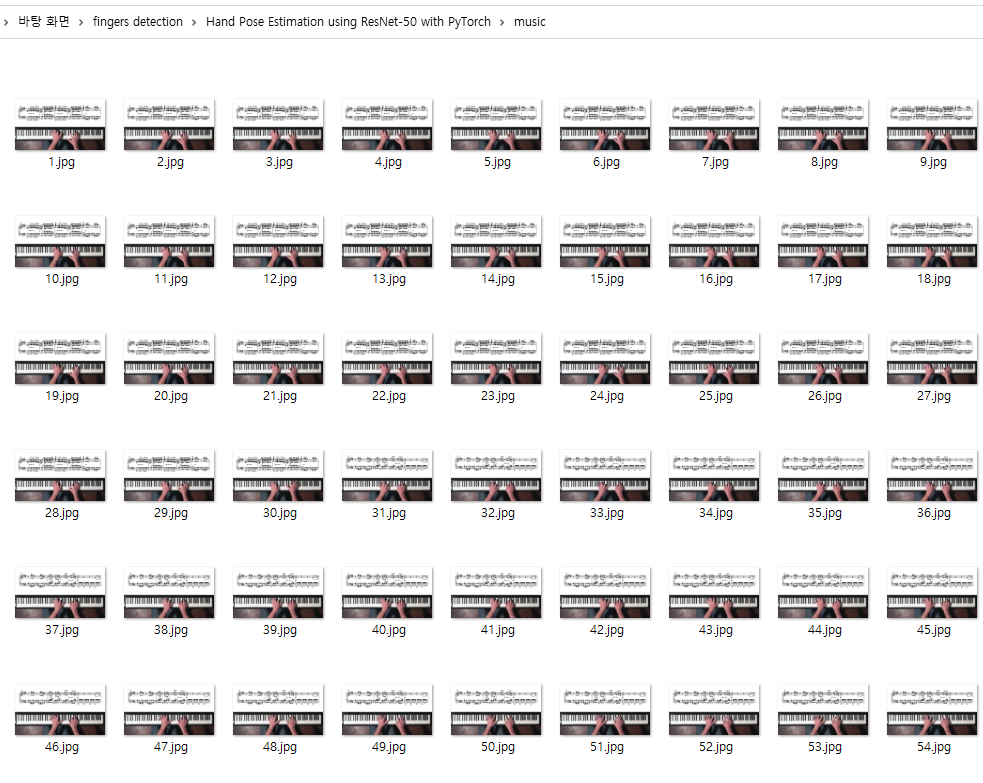 › 바탕 화면 › fingers detection › Hand Pose Estimation using ResNet-50 with PyTorch › music
1.jpg 2.jpg 3.jpg 4.jpg 5.jpg 6.jpg 7.jpg 8.jpg 9.jpg
10.jpg 11.jpg 12.jpg 13.jpg 14.jpg 15.jpg 16.jpg 17.jpg 18.jpg
19.jpg 20.jpg 21.jpg 22.jpg 23.jpg 24.jpg 25.jpg 26.jpg 27.jpg
28.jpg 29.jpg 30.jpg 31.jpg 32.jpg 33.jpg 34.jpg 35.jpg 36.jpg
37.jpg 38.jpg 39.jpg 40.jpg 41.jpg 42.jpg 43.jpg 44.jpg 45.jpg
46.jpg 47.jpg 48.jpg 49.jpg 50.jpg 51.jpg 52.jpg 53.jpg 54.jpg